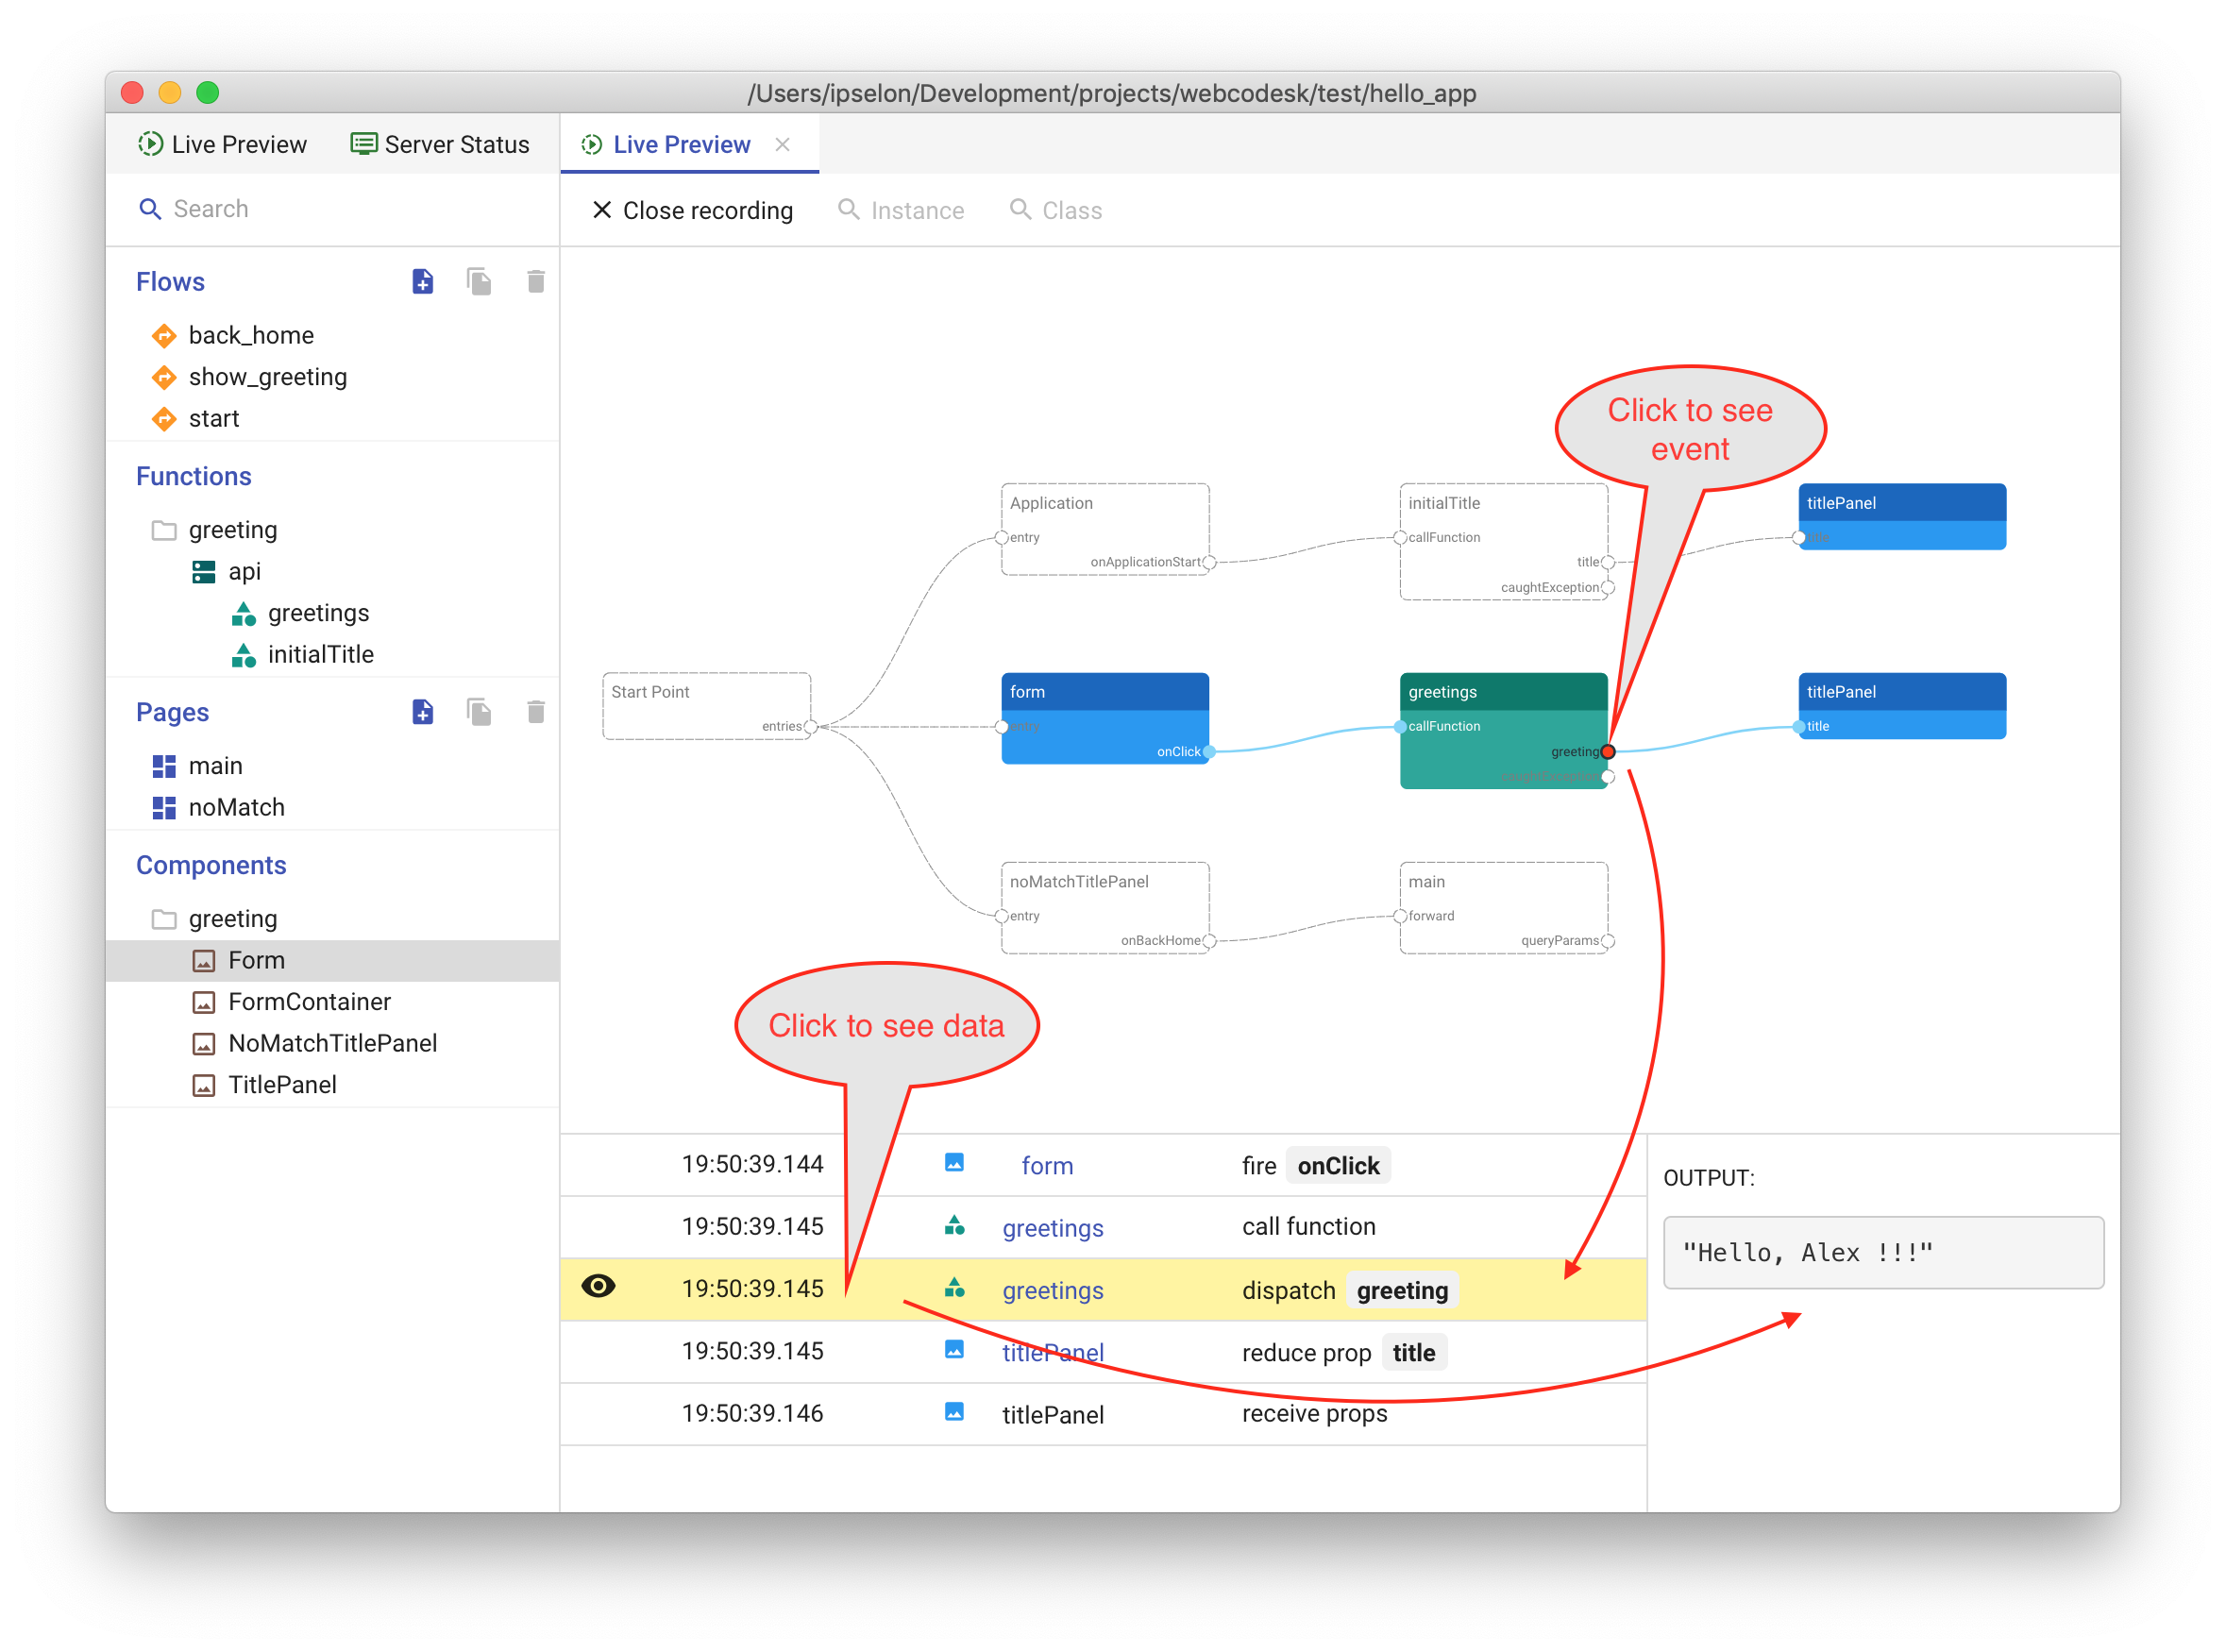 /Users/ipselon/Development/projects/webcodesk/test/hello_app
Live Preview
Server Status
Live Preview
Search
Close recording
Instance
Class
Flows
back_home
show_greeting
start
Functions
greeting
api
greetings
initialTitle
Pages
main
noMatch
Components
greeting
Form
FormContainer
NoMatchTitlePanel
TitlePanel
Click to see
event
Application
entry
onApplicationStart
initialTitle
callFunction
title
caughtException
titlePanel
title
Start Point
entries
form
entry
onClick
greetings
callFunction
greeting
caughtException
titlePanel
title
noMatchTitlePanel
entry
onBackHome
main
forward
queryParams
Click to see data
19:50:39.144 form fire onClick
19:50:39.145 greetings call function
19:50:39.145 greetings dispatch greeting
19:50:39.145 titlePanel reduce prop title
19:50:39.146 titlePanel receive props
OUTPUT:
"Hello, Alex !!!"